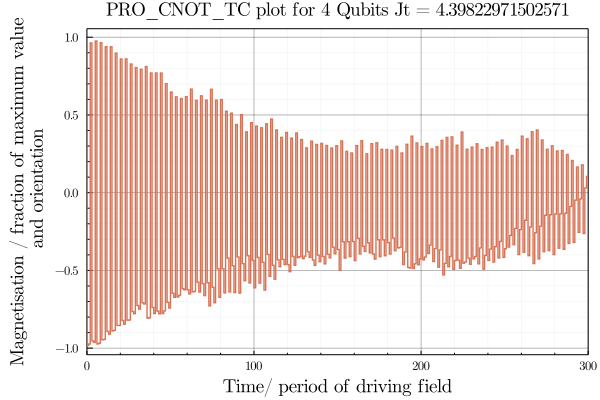 PRO_CNOT_TC plot for 4 Qubits Jt = 4.39822971502571
Magnetisation / fraction of maximum value
and orientation
1.0
0.5
0.0
−0.5
−1.0
0
100
200
300
Time/ period of driving field